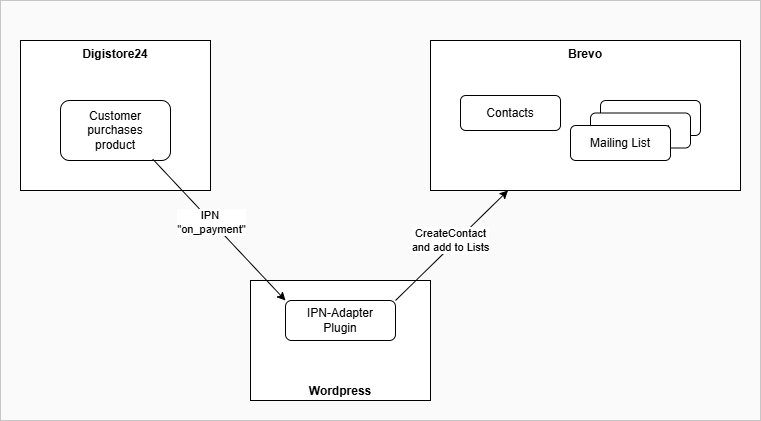 Digistore24
Brevo
Customer
purchases
product
Contacts
Mailing List
IPN
"on_payment"
CreateContact
and add to Lists
IPN-Adapter
Plugin
Wordpress